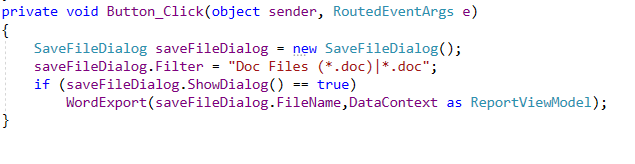 private void Button_Click(object sender, RoutedEventArgs e)
{
SaveFileDialog saveFileDialog = new SaveFileDialog();
saveFileDialog.Filter = "Doc Files (*.doc)|*.doc";
if (saveFileDialog.ShowDialog() == true)
WordExport(saveFileDialog.FileName,DataContext as ReportViewModel);
}